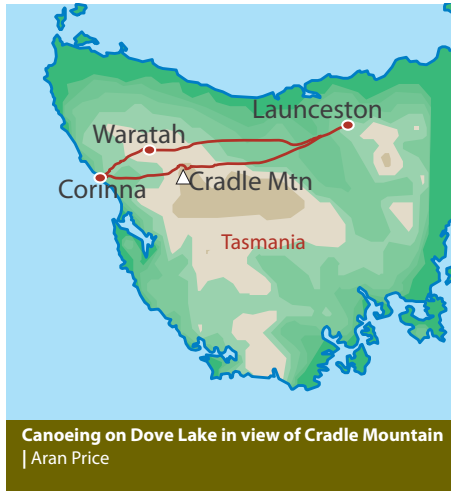 Launceston
Waratah
Corinna
Cradle Mtn
Tasmania
Canoeing on Dove Lake in view of Cradle Mountain
| Aran Price